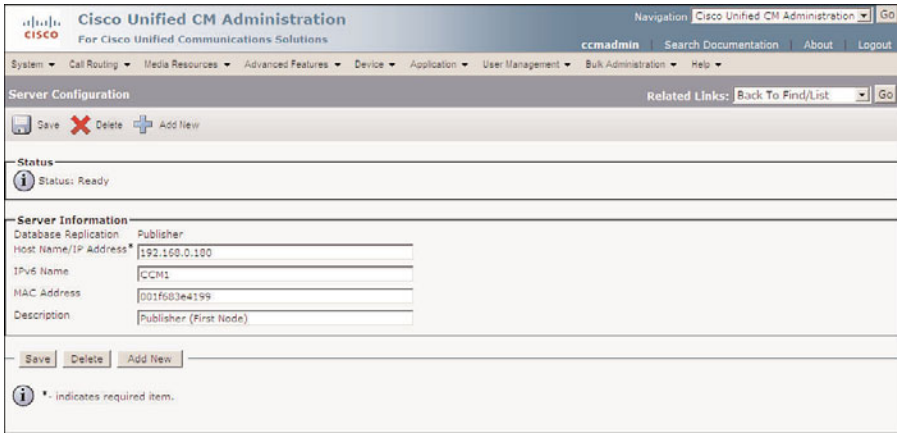 cisco
Cisco Unified CM Administration
For Cisco Unified Communications Solutions
Navigation Cisco Unified CM Administration Go
ccmadmin Search Documentation About Logout
System Call Routing Media Resources Advanced Features Device Application User Management Bulk Administration Help
Server Configuration
Related Links: Back To Find/List Go
Save Delete Add New
Status
Status: Ready
Server Information
Database Replication Publisher
Host Name/IP Address* 192.168.0.180
IPv6 Name CCM1
MAC Address 001f683e4199
Description Publisher (First Node)
Save Delete Add New
*- indicates required item.